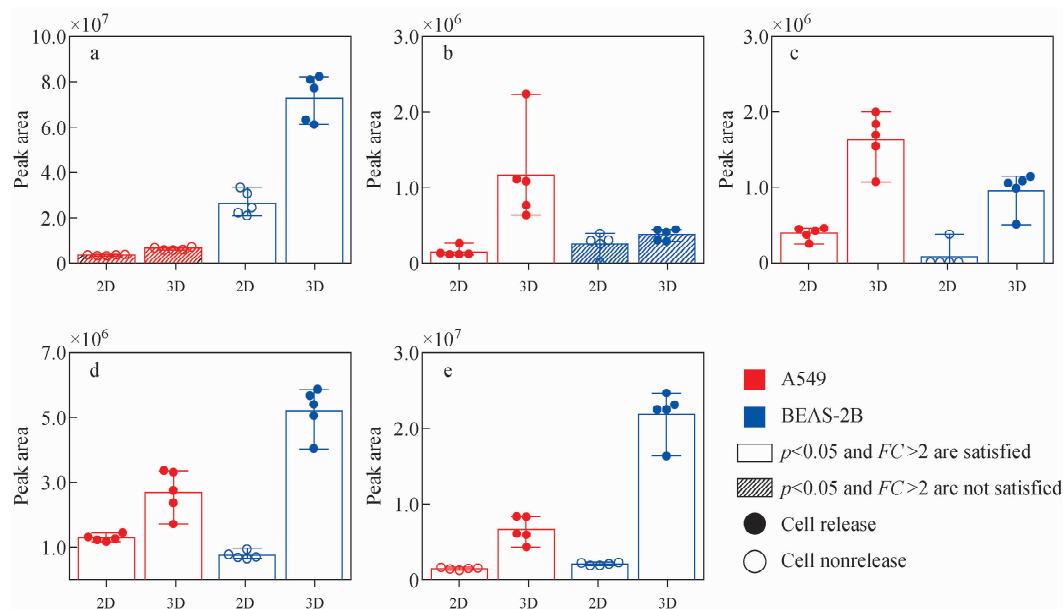 ×10⁷
10.0
8.0
6.0
4.0
2.0
0
Peak area
a
2D
3D
2D
3D
×10⁶
3.0
2.0
1.0
0
Peak area
b
2D
3D
2D
3D
×10⁶
3.0
2.0
1.0
0
Peak area
c
2D
3D
2D
3D
×10⁶
7.0
5.0
3.0
1.0
Peak area
d
2D
3D
2D
3D
×10⁷
3.0
2.0
1.0
0
Peak area
e
2D
3D
2D
3D
A549
BEAS-2B
p<0.05 and FC>2 are satisfied
p<0.05 and FC>2 are not satisfied
Cell release
Cell nonrelease